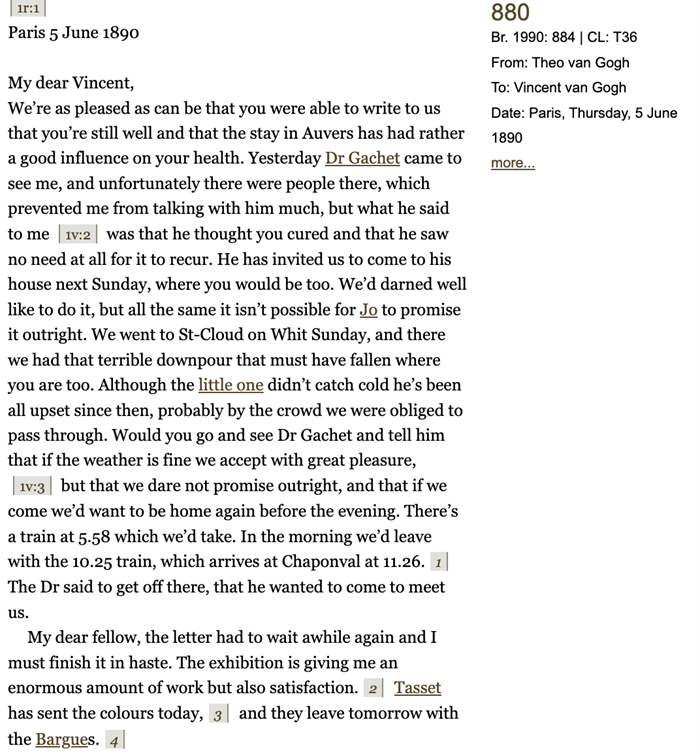 1r:1
Paris 5 June 1890
My dear Vincent,
We're as pleased as can be that you were able to write to us
that you're still well and that the stay in Auvers has had rather
a good influence on your health. Yesterday Dr Gachet came to
see me, and unfortunately there were people there, which
prevented me from talking with him much, but what he said
to me 1v:2 was that he thought you cured and that he saw
no need at all for it to recur. He has invited us to come to his
house next Sunday, where you would be too. We'd darned well
like to do it, but all the same it isn't possible for Jo to promise
it outright. We went to St-Cloud on Whit Sunday, and there
we had that terrible downpour that must have fallen where
you are too. Although the little one didn't catch cold he's been
all upset since then, probably by the crowd we were obliged to
pass through. Would you go and see Dr Gachet and tell him
that if the weather is fine we accept with great pleasure,
1v:3 but that we dare not promise outright, and that if we
come we'd want to be home again before the evening. There's
a train at 5.58 which we'd take. In the morning we'd leave
with the 10.25 train, which arrives at Chaponval at 11.26. 1
The Dr said to get off there, that he wanted to come to meet
us.
My dear fellow, the letter had to wait awhile again and I
must finish it in haste. The exhibition is giving me an
enormous amount of work but also satisfaction. 2 Tasset
has sent the colours today, 3 and they leave tomorrow with
the Bargues. 4
880
Br. 1990: 884 | CL: T36
From: Theo van Gogh
To: Vincent van Gogh
Date: Paris, Thursday, 5 June
1890
more...